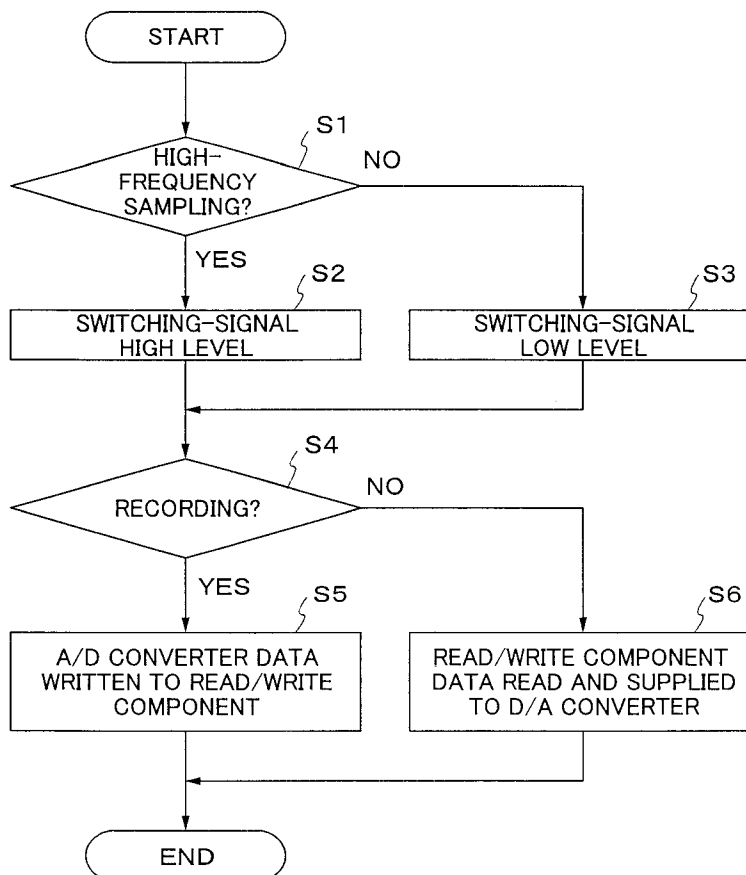 START
S1
HIGH-
FREQUENCY
SAMPLING?
NO
YES
S2
SWITCHING-SIGNAL
HIGH LEVEL
S3
SWITCHING-SIGNAL
LOW LEVEL
S4
RECORDING?
NO
YES
S5
A/D CONVERTER DATA
WRITTEN TO READ/WRITE
COMPONENT
S6
READ/WRITE COMPONENT
DATA READ AND SUPPLIED
TO D/A CONVERTER
END